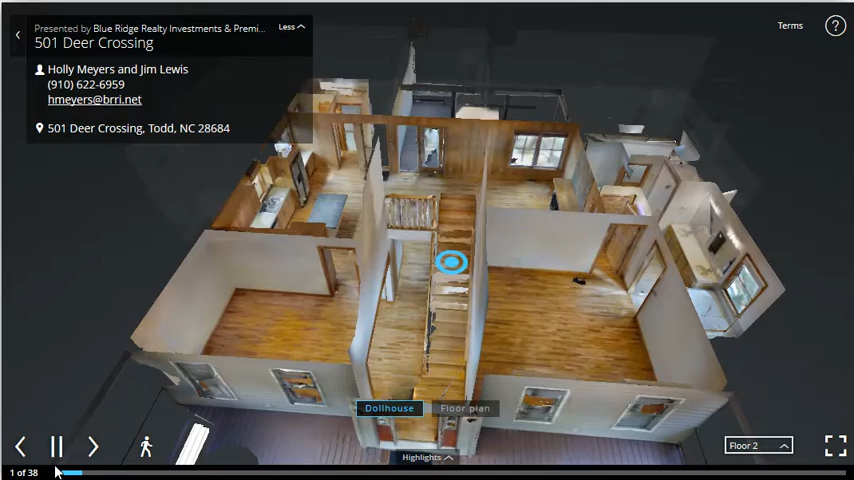 Presented by Blue Ridge Realty Investments & Premi...
Less
Terms
?
501 Deer Crossing
Holly Meyers and Jim Lewis
(910) 622-6959
hmeyers@brri.net
501 Deer Crossing, Todd, NC 28684
Dollhouse
Floor plan
Floor 2
Highlights
1 of 38